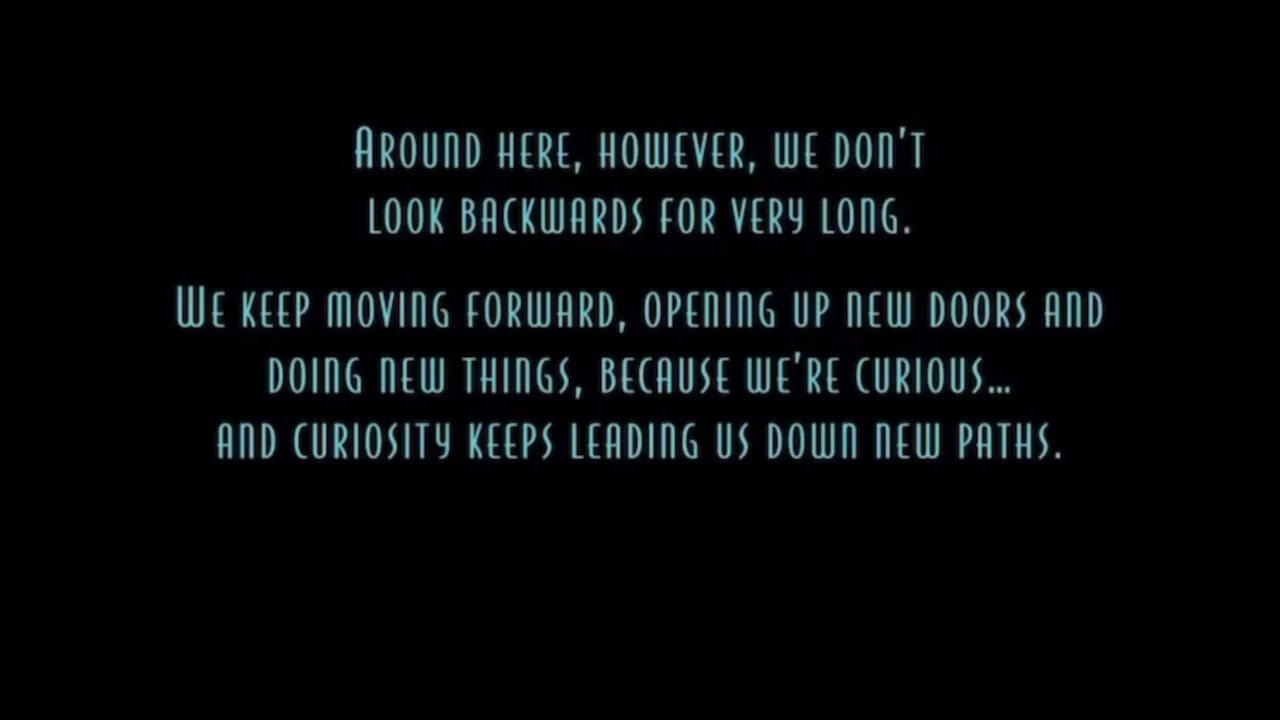 Around here, however, we don't
look backwards for very long.
We keep moving forward, opening up new doors and
doing new things, because we're curious...
and curiosity keeps leading us down new paths.